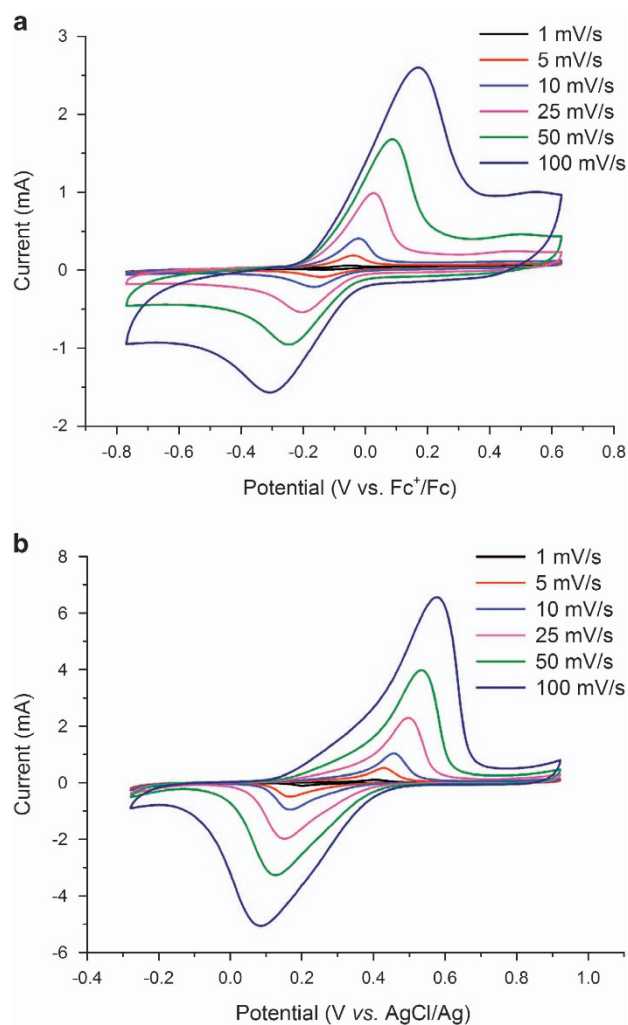 a
3
2
1
0
-1
-2
Current (mA)
1 mV/s
5 mV/s
10 mV/s
25 mV/s
50 mV/s
100 mV/s
-0.8 -0.6 -0.4 -0.2 0.0 0.2 0.4 0.6 0.8
Potential (V vs. Fc⁺/Fc)
b
8
6
4
2
0
-2
-4
-6
Current (mA)
1 mV/s
5 mV/s
10 mV/s
25 mV/s
50 mV/s
100 mV/s
-0.4 -0.2 0.0 0.2 0.4 0.6 0.8 1.0
Potential (V vs. AgCl/Ag)